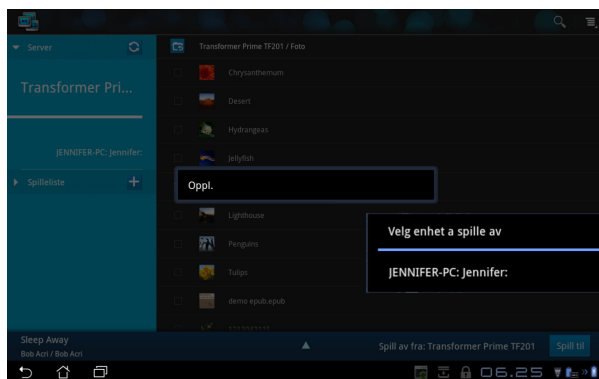 Server
Transformer Pri...
JENNIFER-PC: Jennifer:
Spilleliste
Transformer Prime TF201 / Foto
Chrysanthemum
Desert
Hydrangeas
Jellyfish
Oppl.
Lighthouse
Penguins
Tulips
demo epub.epub
Velg enhet a spille av
JENNIFER-PC: Jennifer:
Sleep Away
Bob Acri / Bob Acri
Spill av fra: Transformer Prime TF201
Spill til
06.25